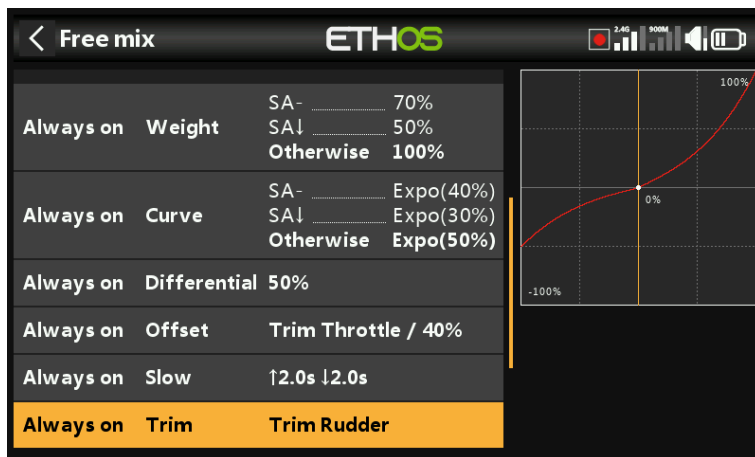 Free mix
ETHOS
2.4G 900M
Always on Weight SA- 70%
SA↓ 50%
Otherwise 100%
Always on Curve SA- Expo(40%)
SA↓ Expo(30%)
Otherwise Expo(50%)
Always on Differential 50%
Always on Offset Trim Throttle / 40%
Always on Slow ↑2.0s ↓2.0s
Always on Trim Trim Rudder
100%
0%
-100%